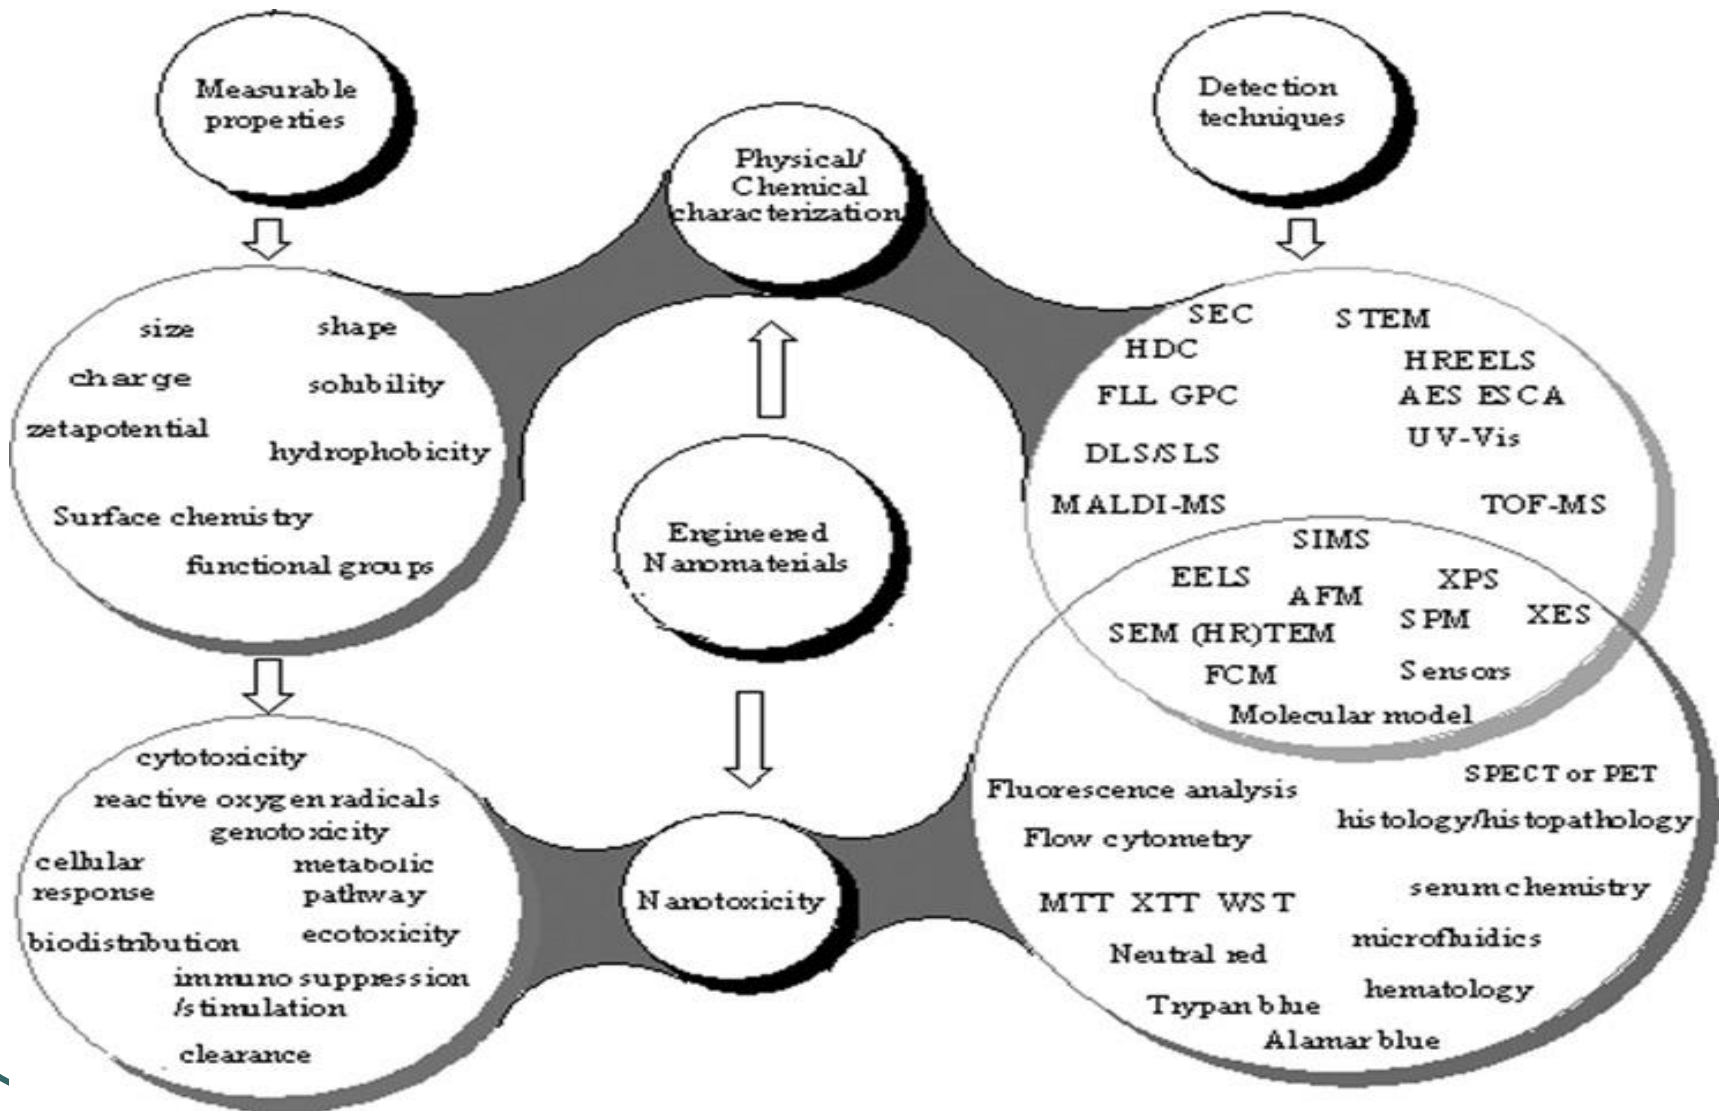 Measurable
properties
Physical/
Chemical
characterization
Detection
techniques
size shape
charge solubility
zetapotential
hydrophobicity
Surface chemistry
functional groups
Engineered
Nanomaterials
SEC STEM
HDC HREELS
FLL GPC AES ESCA
UV-Vis
DLS/SLS
MALDI-MS TOF-MS
SIMS
EELS XPS
AFM XES
SEM (HR)TEM SPM
FCM Sensors
Molecular model
cytotoxicity
reactive oxygen radicals
genotoxicity
cellular
response
metabolic
pathway
biodistribution ecotoxicity
immuno suppression
/stimulation
clearance
Nanotoxicity
SPECT or PET
Fluorescence analysis
histology/histopathology
Flow cytometry
serum chemistry
MTT XTT WST
microfluidics
Neutral red
hematology
Trypan blue
Alamar blue